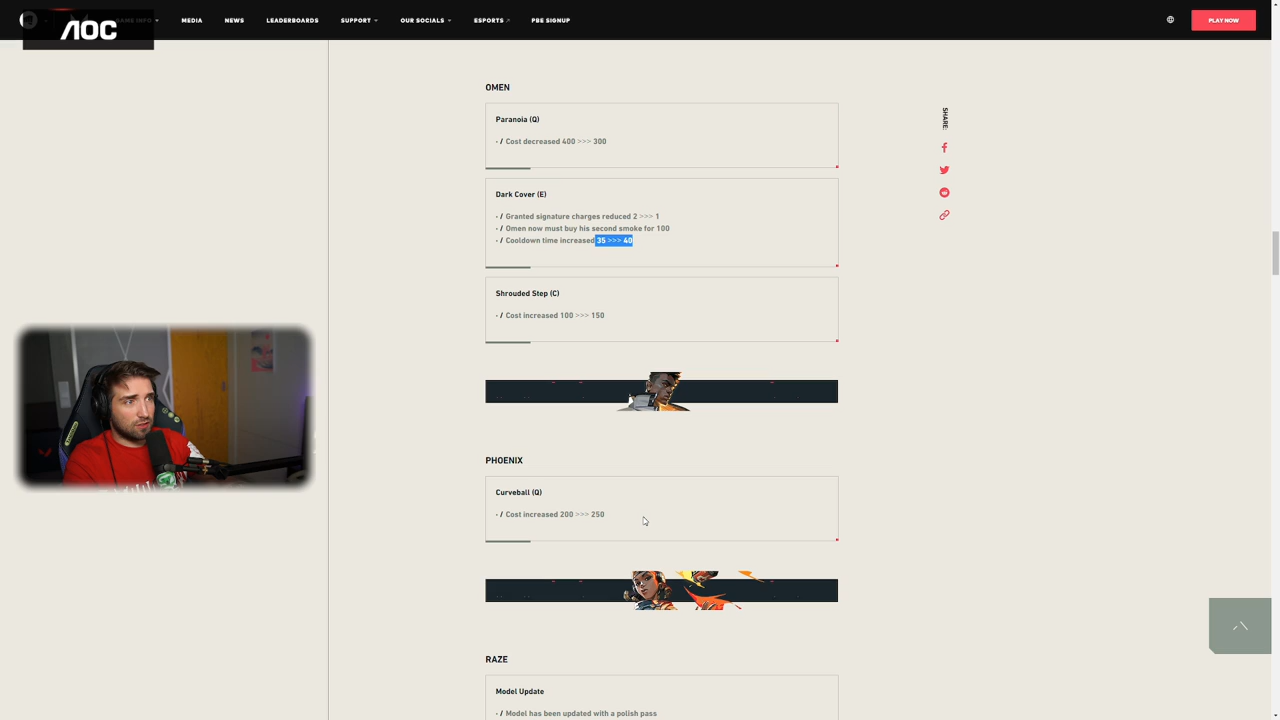 AOC
GAME INFO
MEDIA
NEWS
LEADERBOARDS
SUPPORT
OUR SOCIALS
ESPORTS
PBE SIGNUP
PLAY NOW
OMEN
SHARE:
Paranoia (Q)
/ Cost decreased 400 >>> 300
Dark Cover (E)
/ Granted signature charges reduced 2 >>> 1
/ Omen now must buy his second smoke for 100
/ Cooldown time increased 35 >>> 40
Shrouded Step (C)
/ Cost increased 100 >>> 150
PHOENIX
Curveball (Q)
/ Cost increased 200 >>> 250
RAZE
Model Update
/ Model has been updated with a polish pass